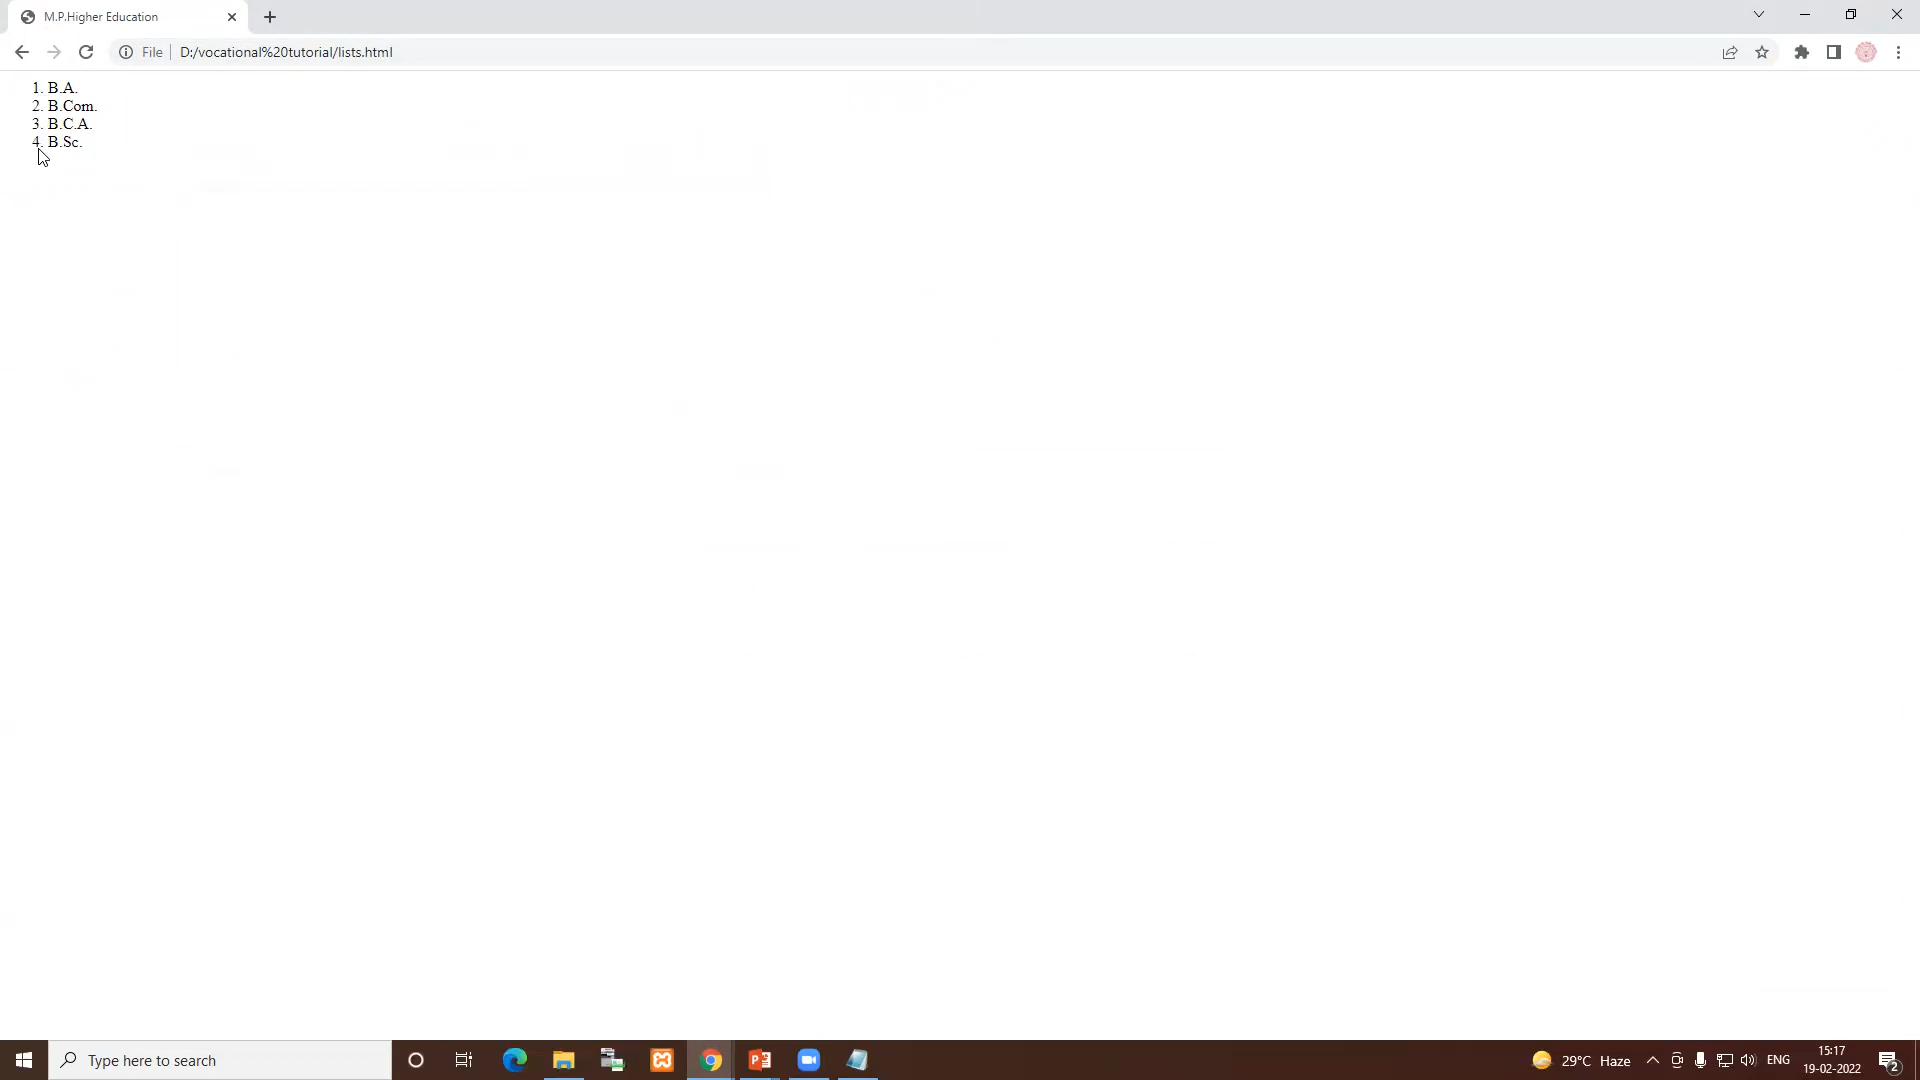 M.P.Higher Education
File D:/vocational%20tutorial/lists.html
1. B.A.
2. B.Com.
3. B.C.A.
4. B.Sc.
Type here to search
29°C Haze
ENG
15:17
19-02-2022
2